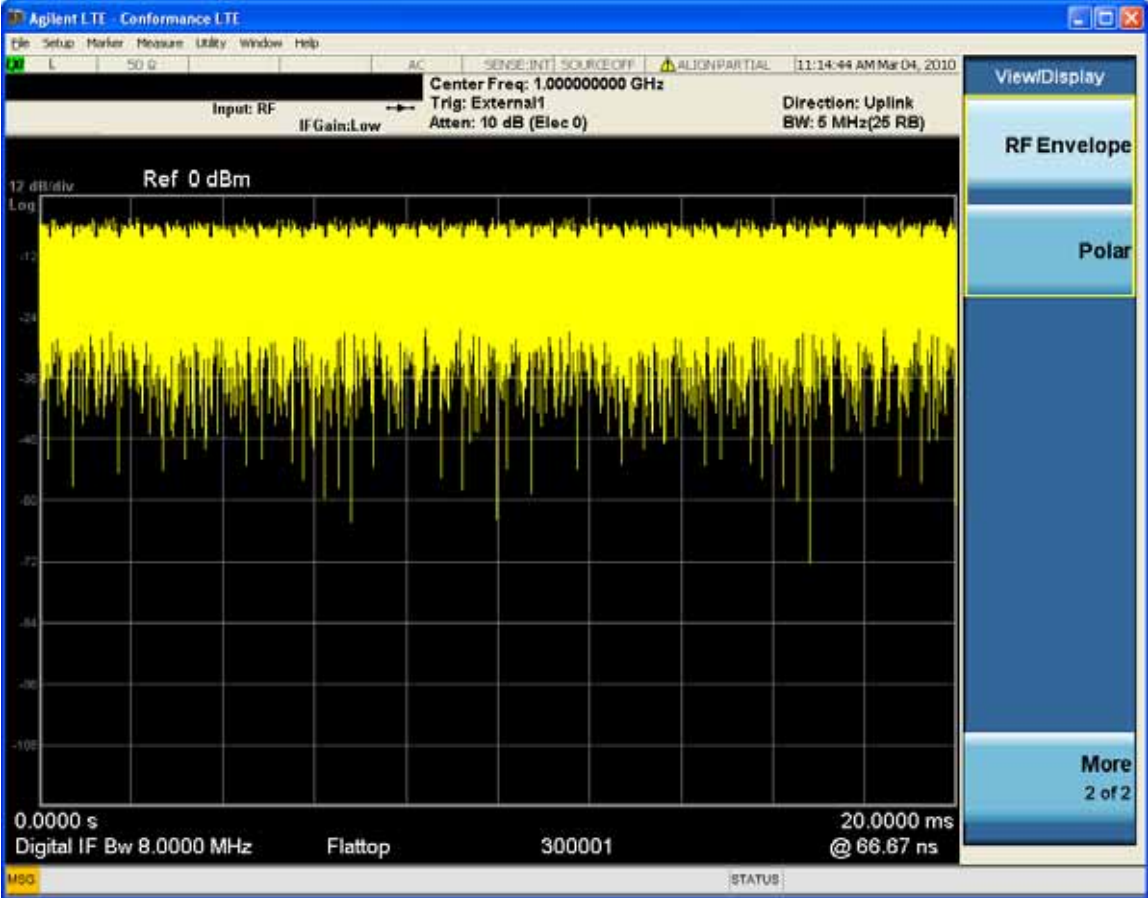 Agilent LTE - Conformance LTE
File Setup Marker Measure Utility Window Help
LXI L 50 Ω AC SENSE:INT SOURCE OFF ALIGN PARTIAL 11:14:44 AM Mar 04, 2010
Center Freq: 1.000000000 GHz
Input: RF Trig: External1 Direction: Uplink
IFGain:Low Atten: 10 dB (Elec 0) BW: 5 MHz(25 RB)
View/Display
RF Envelope
Polar
More
2 of 2
12 dB/div Ref 0 dBm
Log
-12
-24
-36
-48
-60
-72
-84
-96
-108
0.0000 s 20.0000 ms
Digital IF Bw 8.0000 MHz Flattop 300001 @ 66.67 ns
MSG STATUS